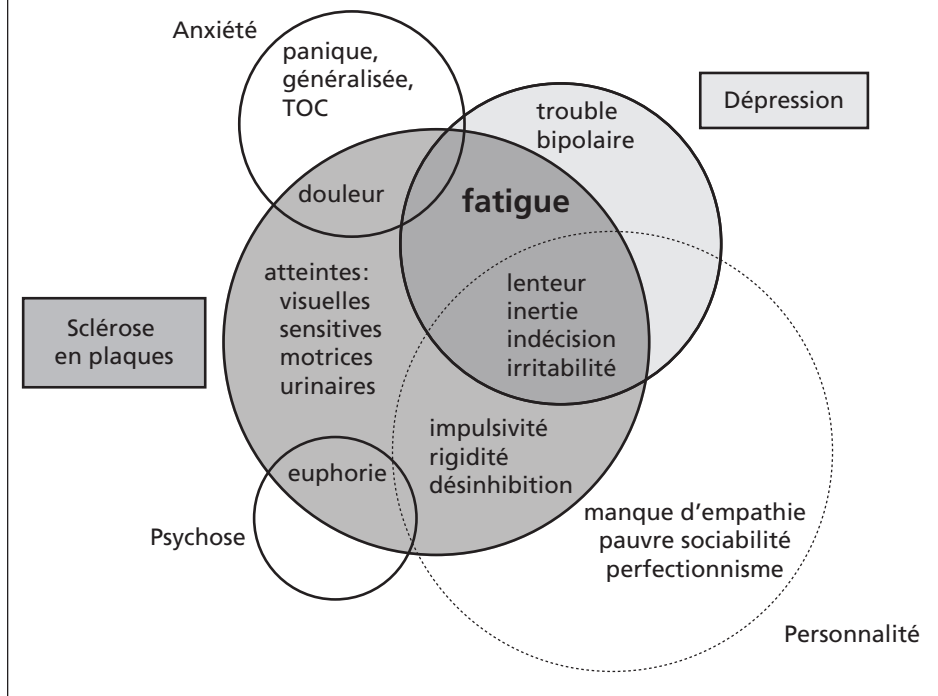 Anxiété
panique,
généralisée,
TOC
trouble
bipolaire
Dépression
douleur
fatigue
atteintes:
visuelles
sensitives
motrices
urinaires
lenteur
inertie
indécision
irritabilité
Sclérose
en plaques
impulsivité
rigidité
désinhibition
euphorie
manque d’empathie
pauvre sociabilité
perfectionnisme
Psychose
Personnalité